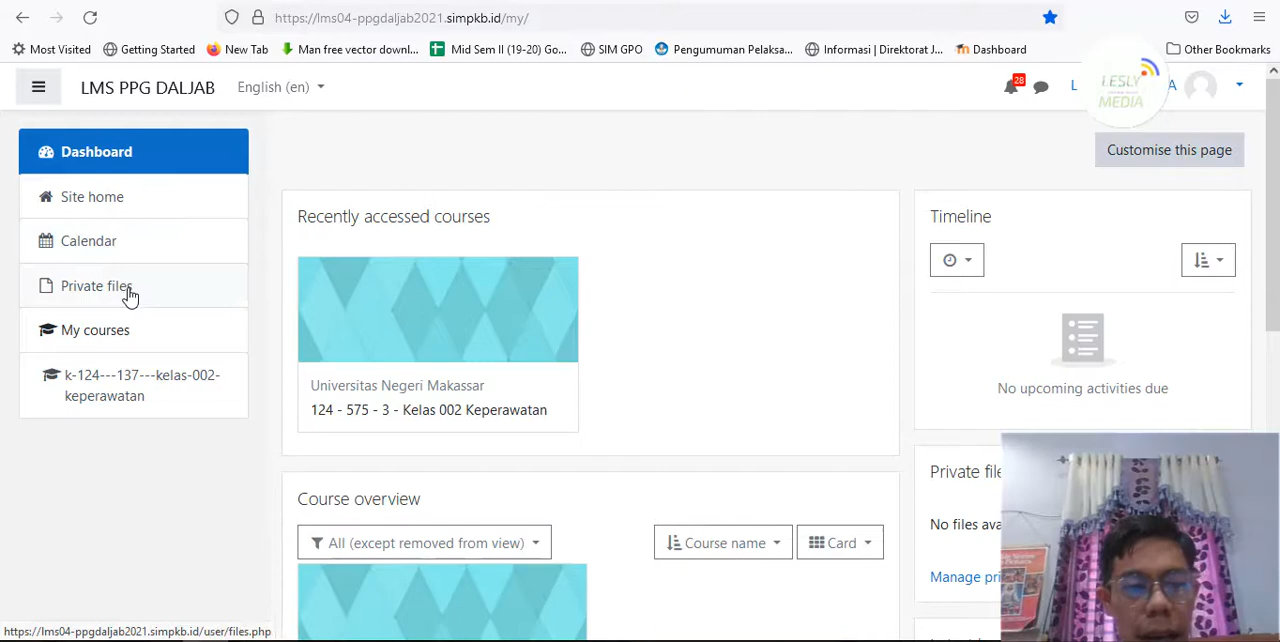 https://lms04-ppgdaljab2021.simpkb.id/my/
Most Visited Getting Started New Tab Man free vector downl... Mid Sem II (19-20) Go... SIM GPO Pengumuman Pelaksa... Informasi | Direktorat J... Dashboard Other Bookmarks
LMS PPG DALJAB English (en) 28 L A
LESLY
MEDIA
Customise this page
Dashboard
Site home
Calendar
Private files
My courses
k-124---137---kelas-002-
keperawatan
Recently accessed courses
Universitas Negeri Makassar
124 - 575 - 3 - Kelas 002 Keperawatan
Timeline
No upcoming activities due
Course overview
All (except removed from view) Course name Card
Private file
No files ava
Manage pri
https://lms04-ppgdaljab2021.simpkb.id/user/files.php